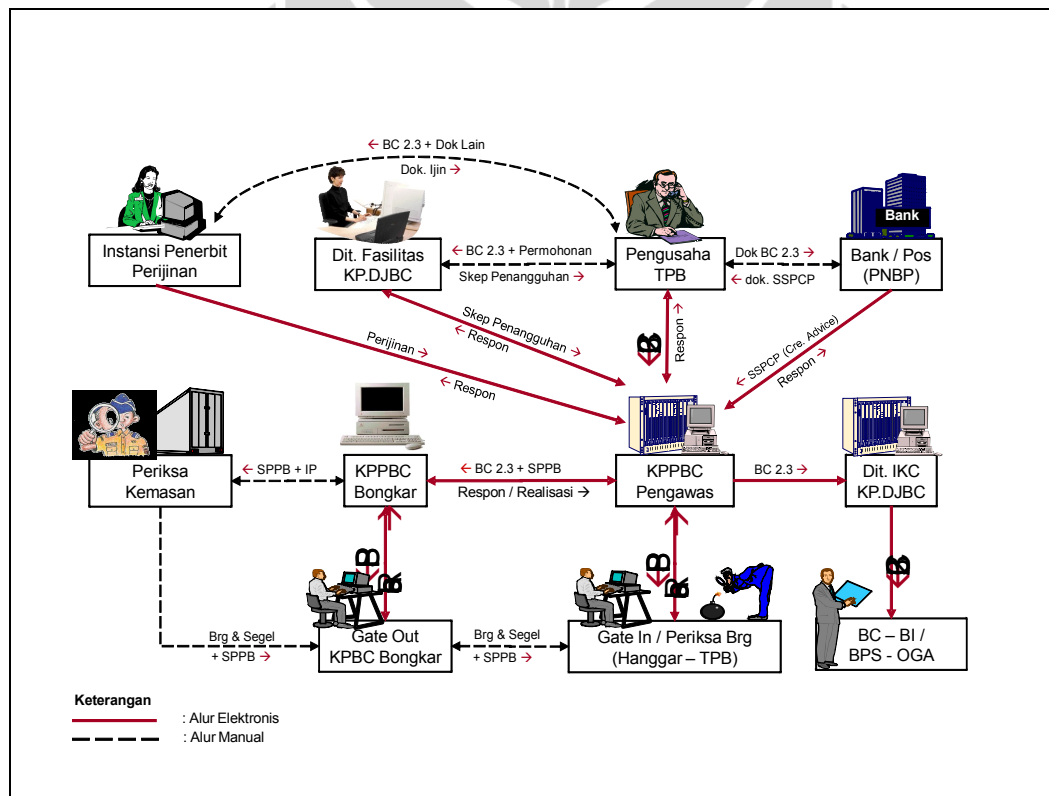 ← BC 2.3 + Dok Lain
Dok. Ijin →
Bank
Instansi Penerbit
Perijinan
Dit. Fasilitas
KP.DJBC
← BC 2.3 + Permohonan
Skep Penangguhan →
Pengusaha
TPB
Dok BC 2.3 →
← dok. SSPCP
Bank / Pos
(PNBP)
Perijinan →
← Respon
Skep Penangguhan →
← Respon
Respon →
← SSPCP (Cre. Advice)
Respon →
Periksa
Kemasan
← SPPB + IP
KPPBC
Bongkar
← BC 2.3 + SPPB
Respon / Realisasi →
KPPBC
Pengawas
BC 2.3 →
Dit. IKC
KP.DJBC
Brg & Segel
+ SPPB →
Gate Out
KPBC Bongkar
Brg & Segel
+ SPPB →
Gate In / Periksa Brg
(Hanggar – TPB)
BC – BI /
BPS - OGA
Keterangan
: Alur Elektronis
: Alur Manual